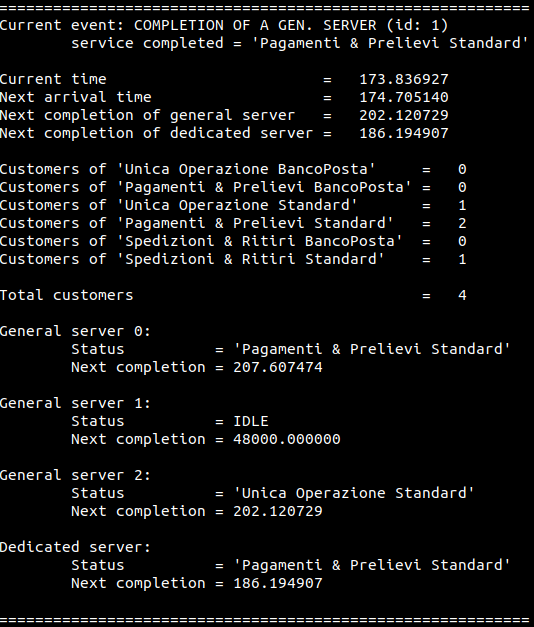 ===========================================================
Current event: COMPLETION OF A GEN. SERVER (id: 1)
        service completed = 'Pagamenti & Prelievi Standard'
Current time                        =   173.836927
Next arrival time                   =   174.705140
Next completion of general server   =   202.120729
Next completion of dedicated server =   186.194907
Customers of 'Unica Operazione BancoPosta'     =   0
Customers of 'Pagamenti & Prelievi BancoPosta' =   0
Customers of 'Unica Operazione Standard'       =   1
Customers of 'Pagamenti & Prelievi Standard'   =   2
Customers of 'Spedizioni & Ritiri BancoPosta'  =   0
Customers of 'Spedizioni & Ritiri Standard'    =   1
Total customers                                =   4
General server 0:
        Status          = 'Pagamenti & Prelievi Standard'
        Next completion = 207.607474
General server 1:
        Status          = IDLE
        Next completion = 48000.000000
General server 2:
        Status          = 'Unica Operazione Standard'
        Next completion = 202.120729
Dedicated server:
        Status          = 'Pagamenti & Prelievi Standard'
        Next completion = 186.194907
===========================================================